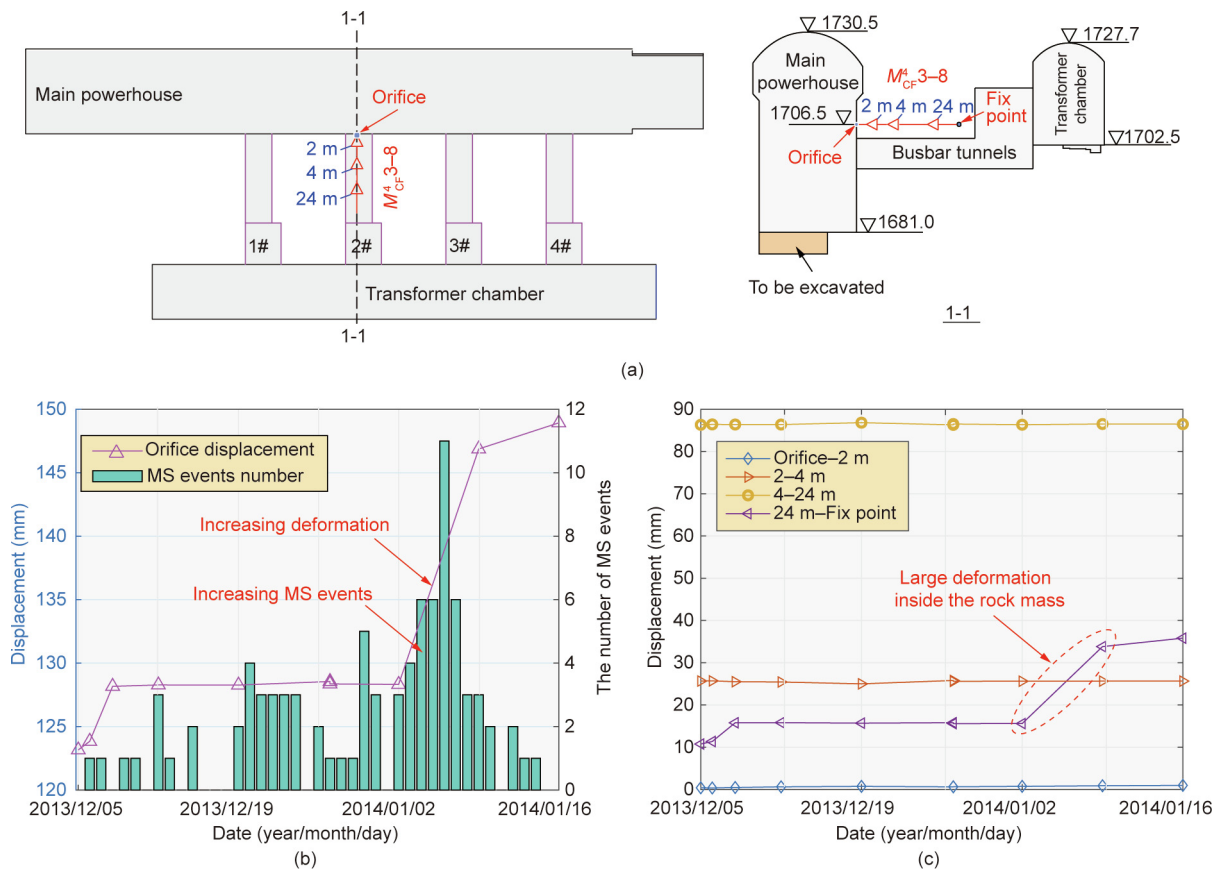 1-1
Main powerhouse
Orifice
2 m
4 m
24 m
M⁴CF3–8
1#
2#
3#
4#
Transformer chamber
1-1
1730.5
1727.7
Main
powerhouse
M⁴CF3–8
2 m 4 m 24 m
Fix
point
1706.5
Orifice
Busbar tunnels
Transformer
chamber
1702.5
1681.0
To be excavated
1-1
(a)
150
145
140
135
130
125
120
Displacement (mm)
Orifice displacement
MS events number
Increasing deformation
Increasing MS events
12
10
8
6
4
2
0
The number of MS events
2013/12/05
2013/12/19
2014/01/02
2014/01/16
Date (year/month/day)
(b)
90
80
70
60
50
40
30
20
10
0
Displacement (mm)
Orifice–2 m
2–4 m
4–24 m
24 m–Fix point
Large deformation
inside the rock mass
2013/12/05
2013/12/19
2014/01/02
2014/01/16
Date (year/month/day)
(c)